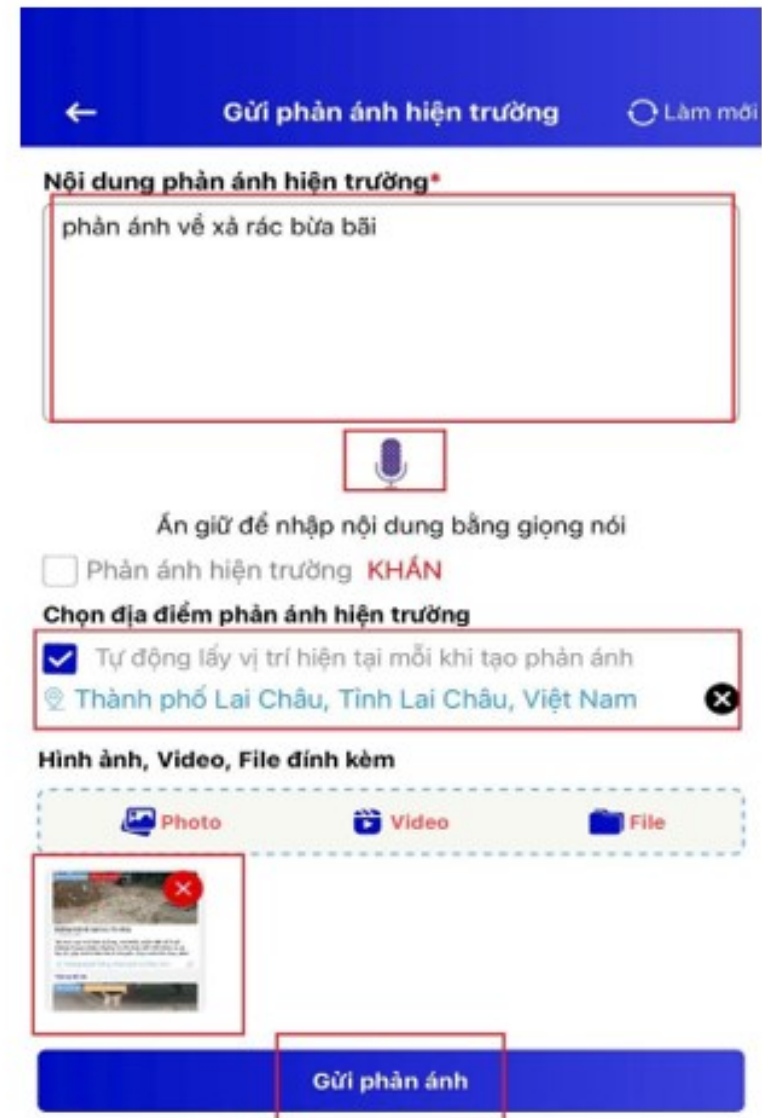 Gửi phản ánh hiện trường
Làm mới
Nội dung phản ánh hiện trường*
phản ánh về xả rác bừa bãi
Ấn giữ để nhập nội dung bằng giọng nói
Phản ánh hiện trường KHẨN
Chọn địa điểm phản ánh hiện trường
Tự động lấy vị trí hiện tại mỗi khi tạo phản ánh
Thành phố Lai Châu, Tỉnh Lai Châu, Việt Nam
Hình ảnh, Video, File đính kèm
Photo
Video
File
Gửi phản ánh